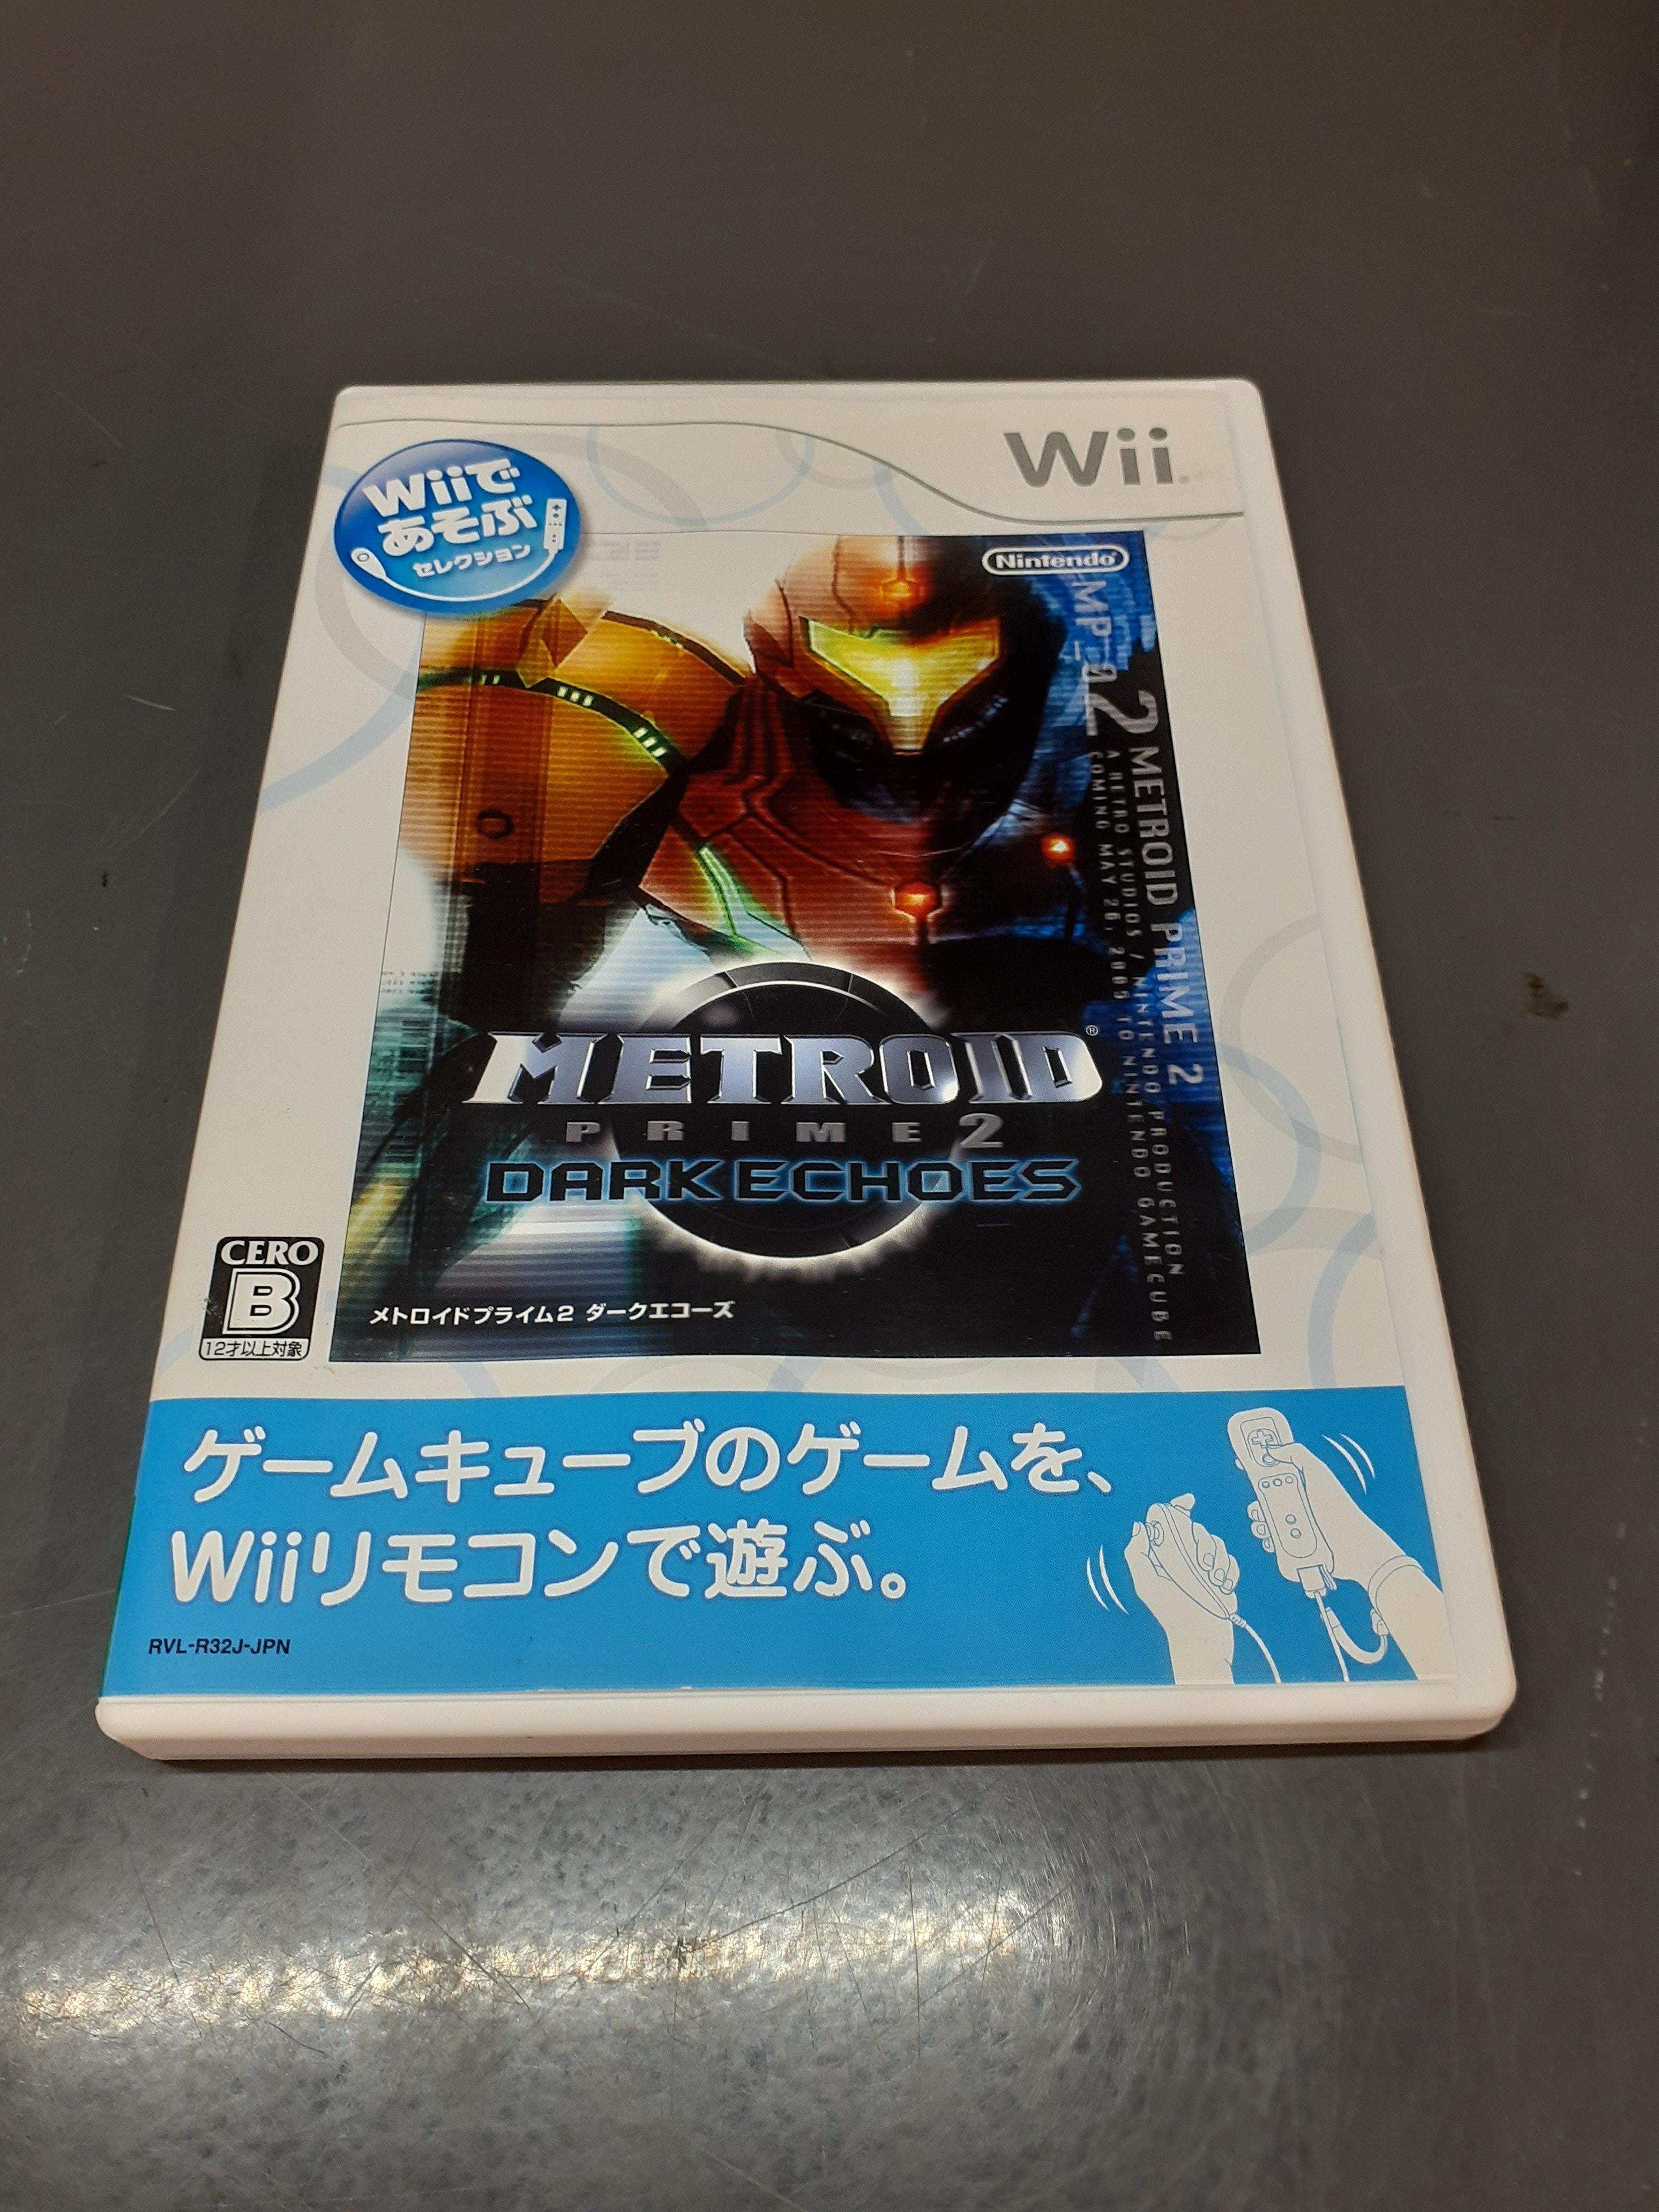 Wii
Wiiで
あそぶ
セレクション
Nintendo
MP_02
2 METROID PRIME 2
A RETRO STUDIOS / NINTENDO PRODUCTION
COMING MAY 26, 2005 TO NINTENDO GAMECUBE
METROID®
PRIME 2
DARK ECHOES
メトロイドプライム2 ダークエコーズ
CERO
B
12才以上対象
ゲームキューブのゲームを、
Wiiリモコンで遊ぶ。
RVL-R32J-JPN